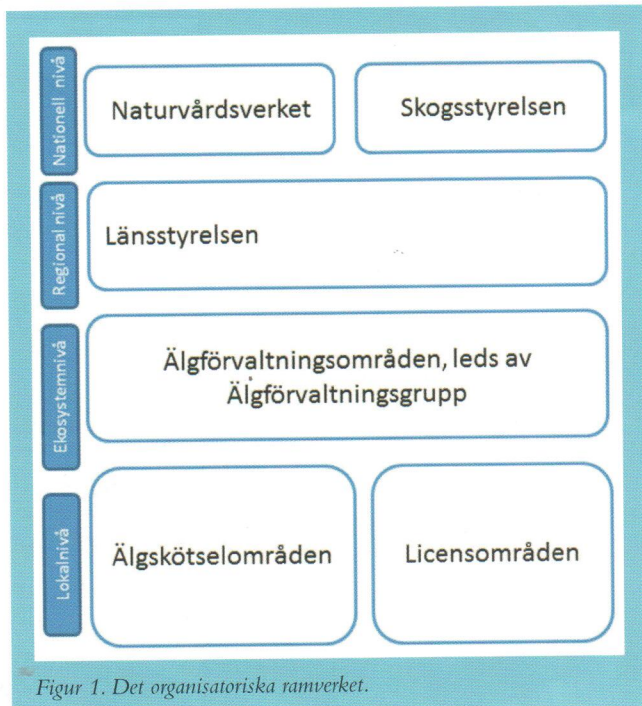 Nationell nivå
Naturvårdsverket
Skogsstyrelsen
Regional nivå
Länsstyrelsen
Ekosystemnivå
Älgförvaltningsområden, leds av
Älgförvaltningsgrupp
Lokalnivå
Älgskötselområden
Licensområden
Figur 1. Det organisatoriska ramverket.